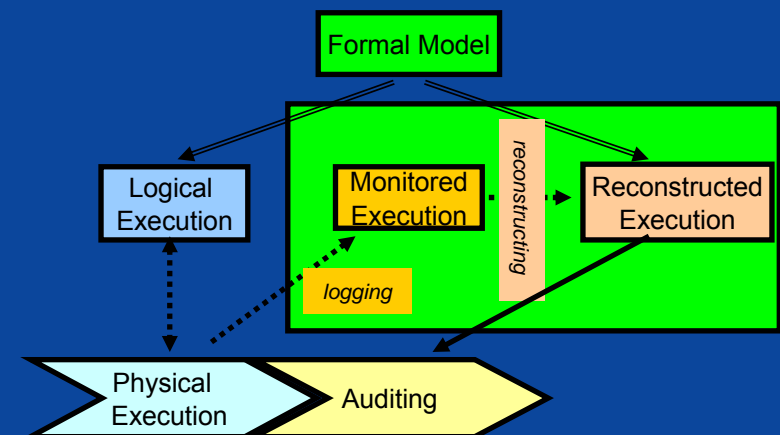 Formal Model
Logical
Execution
Monitored
Execution
reconstructing
Reconstructed
Execution
logging
Physical
Execution
Auditing